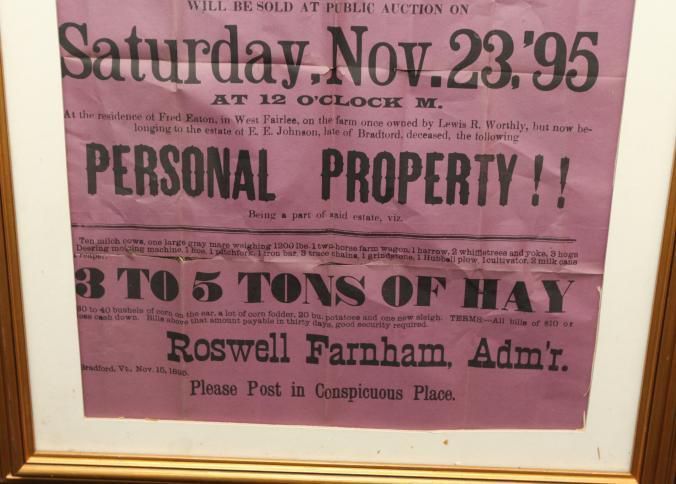 WILL BE SOLD AT PUBLIC AUCTION ON
Saturday, Nov. 23, '95
AT 12 O'CLOCK M.
At the residence of Fred Eaton, in West Fairlee, on the farm once owned by Lewis R. Worthly, but now be-
longing to the estate of E. E. Johnson, late of Bradford, deceased, the following
PERSONAL PROPERTY!!
Being a part of said estate, viz.
Ten milch cows, one large gray mare weighing 1200 lbs. 1 two-horse farm wagon, 1 harrow, 2 whiffletrees and yoke, 3 hogs
Deering mowing machine, 1 hoe, 1 pitchfork, 1 iron bar, 3 trace chains, 1 grindstone, 1 Hubbell plow, 1 cultivator, 2 milk cans
1 reaper.
3 TO 5 TONS OF HAY
30 to 40 bushels of corn on the ear, a lot of corn fodder, 20 bu. potatoes and one new sleigh. TERMS:—All bills of $10 or
less cash down. Bills above that amount payable in thirty days, good security required.
Roswell Farnham, Adm'r.
Bradford, Vt., Nov. 15, 1895.
Please Post in Conspicuous Place.